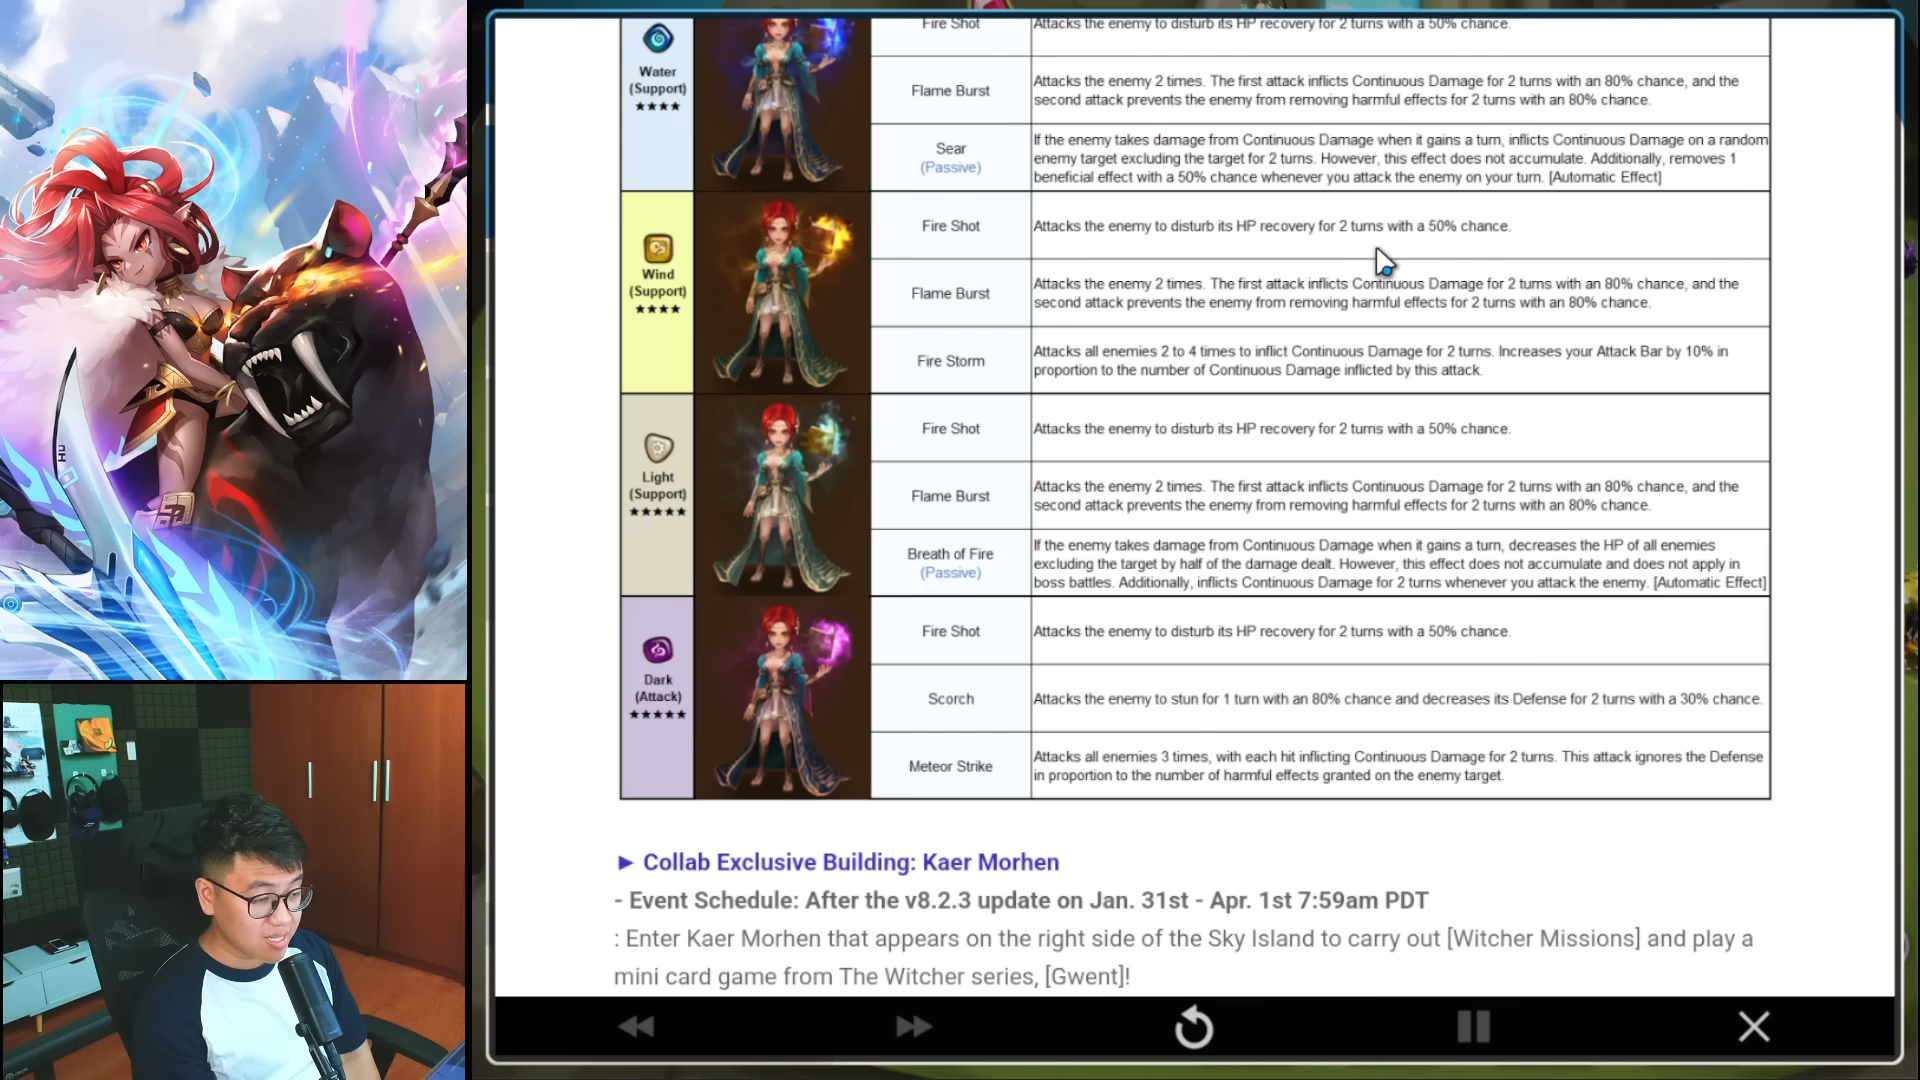 Fire Shot
Attacks the enemy to disturb its HP recovery for 2 turns with a 50% chance.
Water
(Support)
★★★★
Flame Burst
Attacks the enemy 2 times. The first attack inflicts Continuous Damage for 2 turns with an 80% chance, and the
second attack prevents the enemy from removing harmful effects for 2 turns with an 80% chance.
Sear
(Passive)
If the enemy takes damage from Continuous Damage when it gains a turn, inflicts Continuous Damage on a random
enemy target excluding the target for 2 turns. However, this effect does not accumulate. Additionally, removes 1
beneficial effect with a 50% chance whenever you attack the enemy on your turn. [Automatic Effect]
Wind
(Support)
★★★★
Fire Shot
Attacks the enemy to disturb its HP recovery for 2 turns with a 50% chance.
Flame Burst
Attacks the enemy 2 times. The first attack inflicts Continuous Damage for 2 turns with an 80% chance, and the
second attack prevents the enemy from removing harmful effects for 2 turns with an 80% chance.
Fire Storm
Attacks all enemies 2 to 4 times to inflict Continuous Damage for 2 turns. Increases your Attack Bar by 10% in
proportion to the number of Continuous Damage inflicted by this attack.
Light
(Support)
★★★★★
Fire Shot
Attacks the enemy to disturb its HP recovery for 2 turns with a 50% chance.
Flame Burst
Attacks the enemy 2 times. The first attack inflicts Continuous Damage for 2 turns with an 80% chance, and the
second attack prevents the enemy from removing harmful effects for 2 turns with an 80% chance.
Breath of Fire
(Passive)
If the enemy takes damage from Continuous Damage when it gains a turn, decreases the HP of all enemies
excluding the target by half of the damage dealt. However, this effect does not accumulate and does not apply in
boss battles. Additionally, inflicts Continuous Damage for 2 turns whenever you attack the enemy. [Automatic Effect]
Dark
(Attack)
★★★★★
Fire Shot
Attacks the enemy to disturb its HP recovery for 2 turns with a 50% chance.
Scorch
Attacks the enemy to stun for 1 turn with an 80% chance and decreases its Defense for 2 turns with a 30% chance.
Meteor Strike
Attacks all enemies 3 times, with each hit inflicting Continuous Damage for 2 turns. This attack ignores the Defense
in proportion to the number of harmful effects granted on the enemy target.
► Collab Exclusive Building: Kaer Morhen
- Event Schedule: After the v8.2.3 update on Jan. 31st - Apr. 1st 7:59am PDT
: Enter Kaer Morhen that appears on the right side of the Sky Island to carry out [Witcher Missions] and play a
mini card game from The Witcher series, [Gwent]!